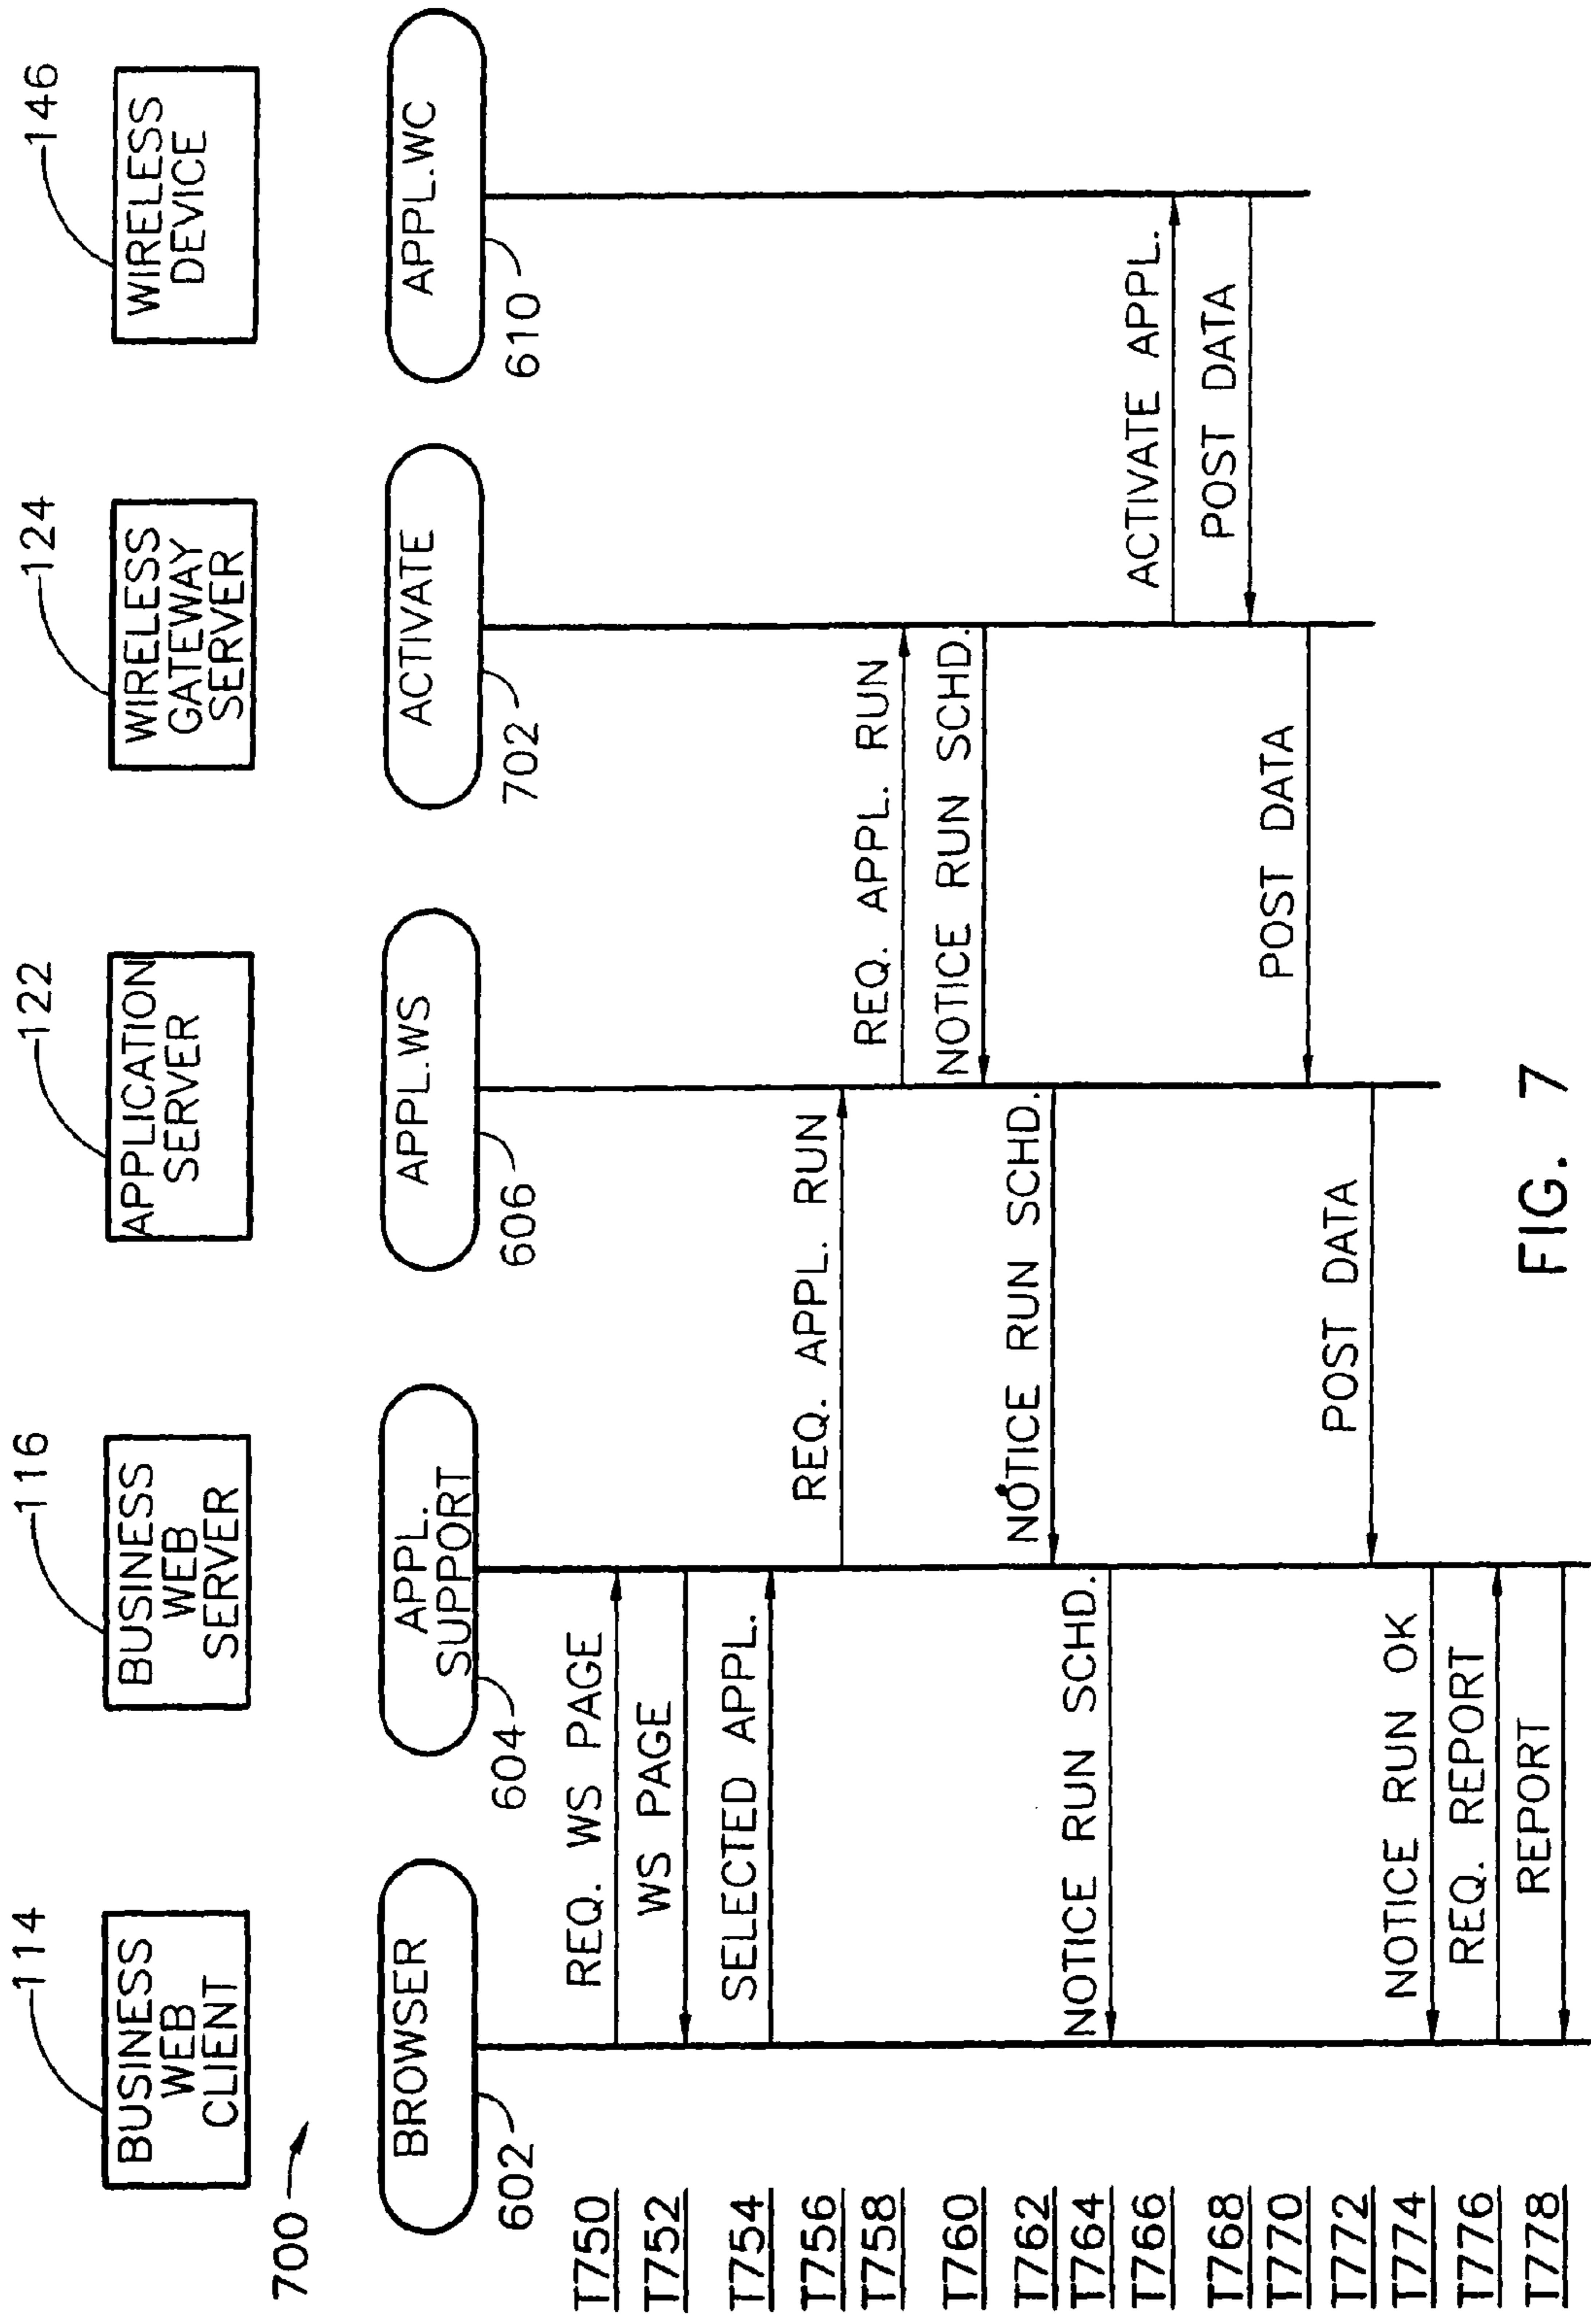 114
116
122
124
146
BUSINESS
WEB
CLIENT
BUSINESS
WEB
SERVER
APPLICATION
SERVER
WIRELESS
GATEWAY
SERVER
WIRELESS
DEVICE
700
BROWSER
APPL.
SUPPORT
APPL.WS
ACTIVATE
APPL.WC
602
604
606
702
610
T750
REQ. WS PAGE
T752
WS PAGE
T754
SELECTED APPL.
T756
REQ. APPL. RUN
T758
REQ. APPL. RUN
T760
NOTICE RUN SCHD.
T762
NOTICE RUN SCHD.
T764
NOTICE RUN SCHD.
T766
ACTIVATE APPL.
T768
POST DATA
T770
POST DATA
T772
POST DATA
T774
NOTICE RUN OK
T776
REQ. REPORT
T778
REPORT
FIG. 7